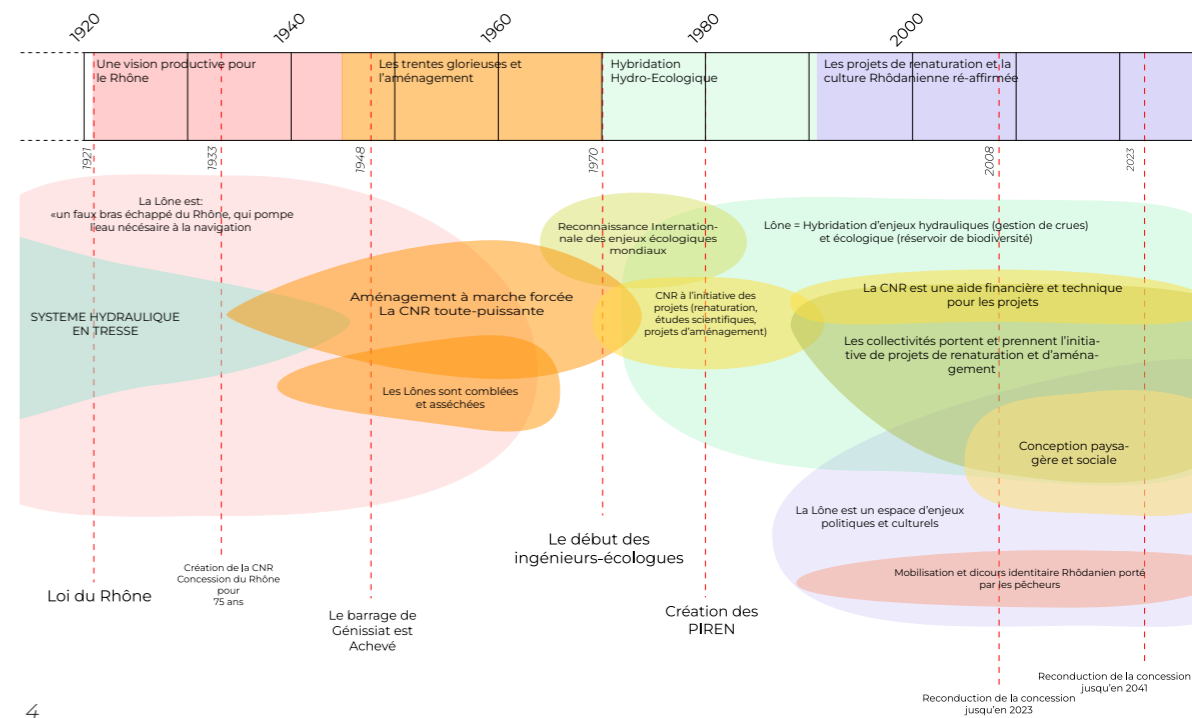 1920
1940
1960
1980
2000
Une vision productive pour
le Rhône
Les trentes glorieuses et
l'aménagement
Hybridation
Hydro-Ecologique
Les projets de renaturation et la
culture Rhôdanienne ré-affirmée
1921
1933
1948
1970
2008
2023
La Lône est:
«un faux bras échappé du Rhône, qui pompe
l'eau nécésaire à la navigation
SYSTEME HYDRAULIQUE
EN TRESSE
Aménagement à marche forcée
La CNR toute-puissante
Les Lônes sont comblées
et asséchées
Reconnaissance Internation-
nale des enjeux écologiques
mondiaux
CNR à l'initiative des
projets (renaturation,
études scientifiques,
projets d'aménagement)
Lône = Hybridation d'enjeux hydrauliques (gestion de crues)
et écologique (réservoir de biodiversité)
La CNR est une aide financière et technique
pour les projets
Les collectivités portent et prennent l'initia-
tive de projets de renaturation et d'aména-
gement
Conception paysa-
gère et sociale
La Lône est un espace d'enjeux
politiques et culturels
Mobilisation et dicours identitaire Rhôdanien porté
par les pêcheurs
Loi du Rhône
Création de la CNR
Concession du Rhône
pour
75 ans
Le barrage de
Génissiat est
Achevé
Le début des
ingénieurs-écologues
Création des
PIREN
Reconduction de la concession
jusqu'en 2023
Reconduction de la concession
jusqu'en 2041
4